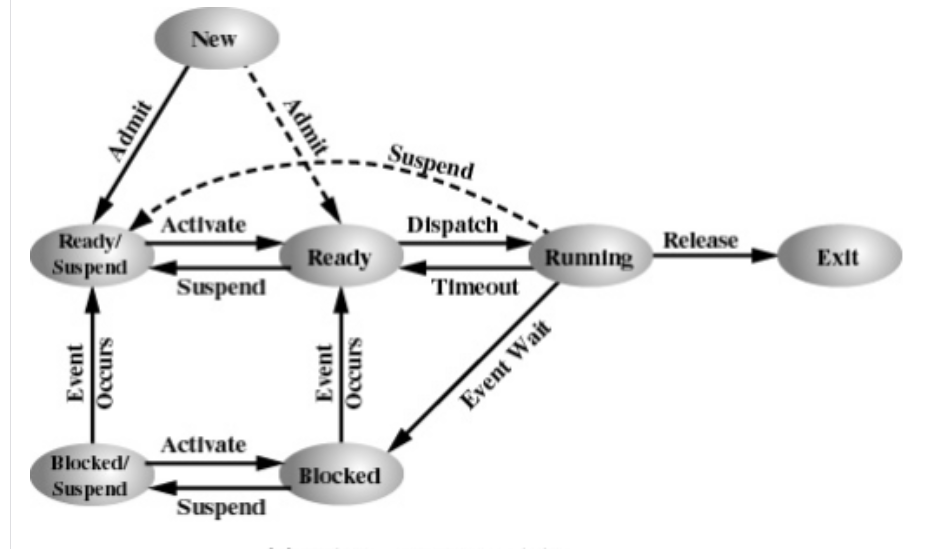 New
Admit
Admit
Suspend
Ready/
Suspend
Activate
Suspend
Ready
Dispatch
Timeout
Running
Release
Exit
Event
Occurs
Event
Occurs
Event Wait
Blocked/
Suspend
Activate
Suspend
Blocked